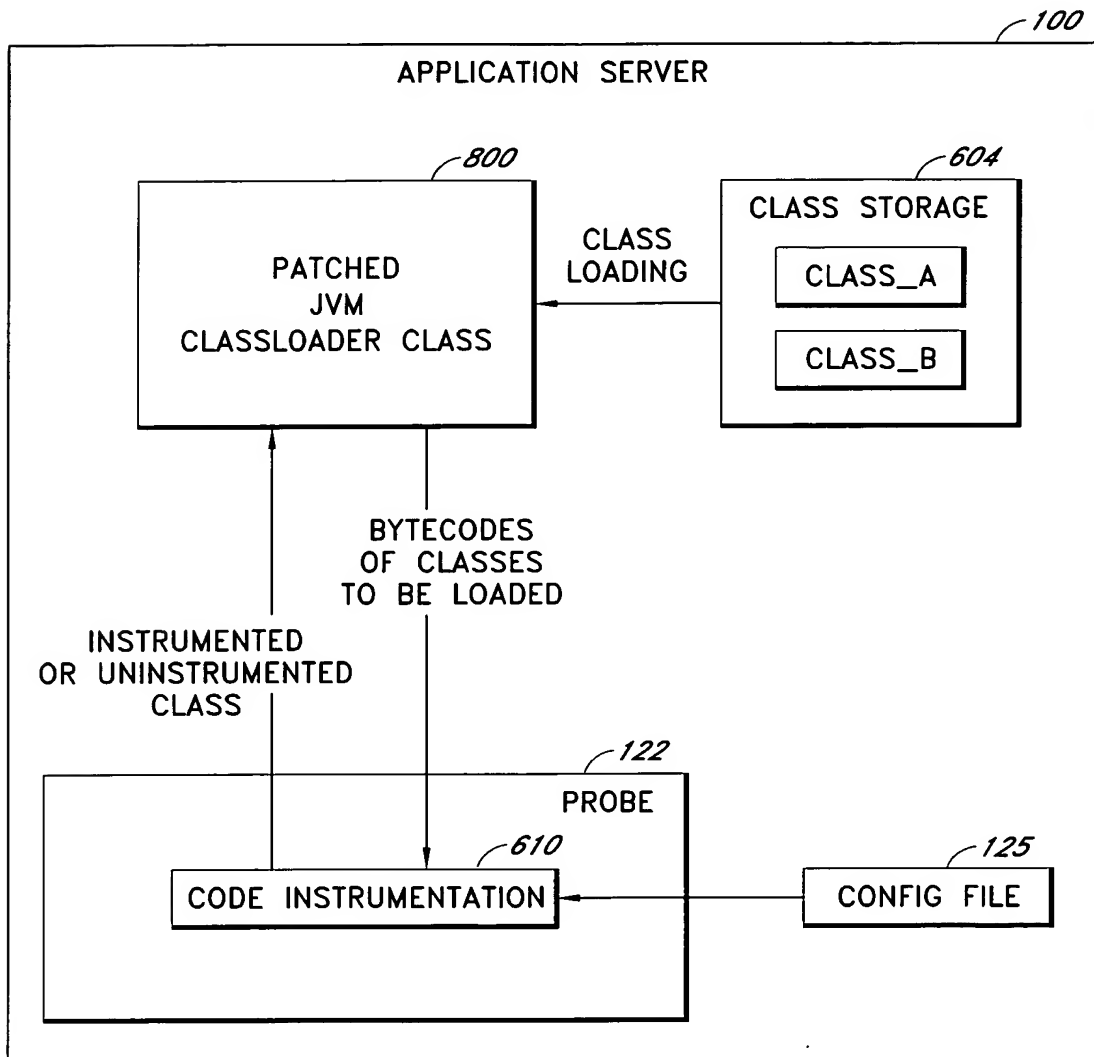 100
APPLICATION SERVER
800
604
PATCHED
JVM
CLASSLOADER CLASS
CLASS
LOADING
CLASS STORAGE
CLASS_A
CLASS_B
BYTECODES
OF CLASSES
TO BE LOADED
INSTRUMENTED
OR UNINSTRUMENTED
CLASS
122
PROBE
610
CODE INSTRUMENTATION
125
CONFIG FILE